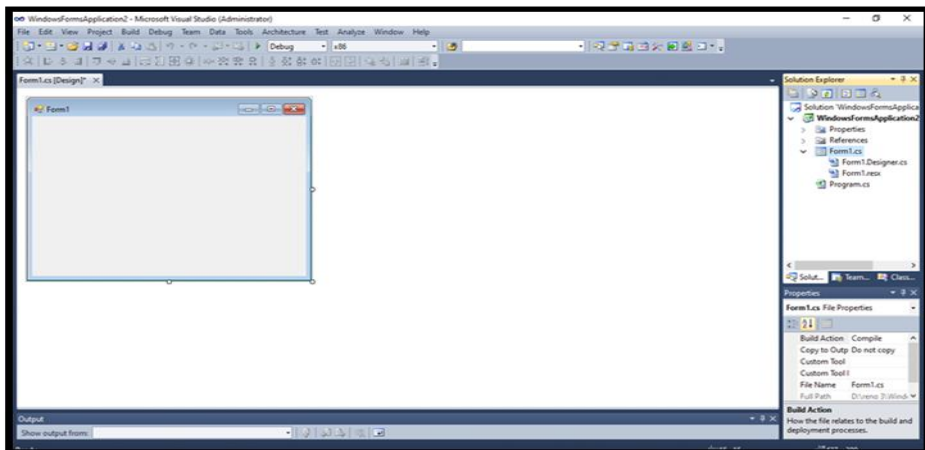 WindowsFormsApplication2 - Microsoft Visual Studio (Administrator)
File Edit View Project Build Debug Team Data Tools Architecture Test Analyze Window Help
Debug x86
Form1.cs [Design]*
Form1
Solution Explorer
Solution 'WindowsFormsApplica
WindowsFormsApplication2
Properties
References
Form1.cs
Form1.Designer.cs
Form1.resx
Program.cs
Solut... Team... Class...
Properties
Form1.cs File Properties
Build Action Compile
Copy to Outp Do not copy
Custom Tool
Custom Tool I
File Name Form1.cs
Full Path
Build Action
How the file relates to the build and
deployment processes.
Output
Show output from: